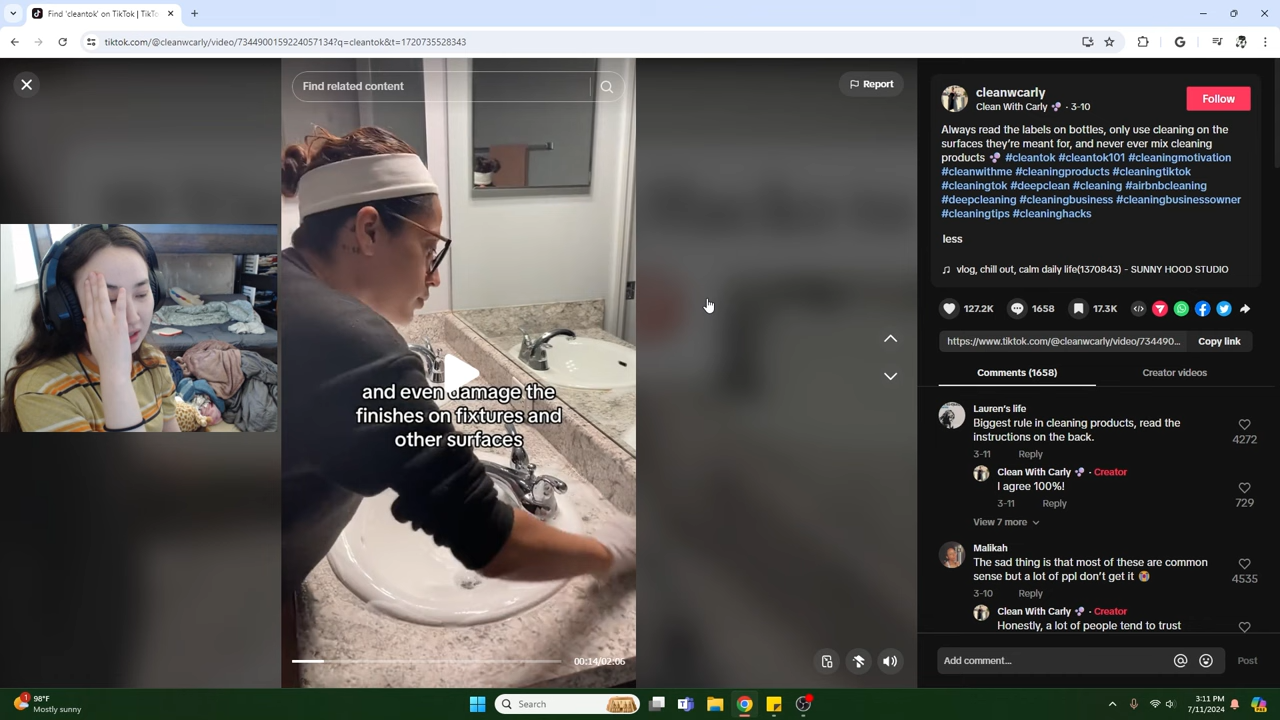 Find 'cleantok' on TikTok | TikTo
tiktok.com/@cleanwcarly/video/7344900159224057134?q=cleantok&t=1720735528343
Find related content
Report
and even damage the
finishes on fixtures and
other surfaces
00:14/02:06
cleanwcarly
Clean With Carly 🫧 · 3-10
Follow
Always read the labels on bottles, only use cleaning on the
surfaces they're meant for, and never ever mix cleaning
products 🫧 #cleantok #cleantok101 #cleaningmotivation
#cleanwithme #cleaningproducts #cleaningtiktok
#cleaningtok #deepclean #cleaning #airbnbcleaning
#deepcleaning #cleaningbusiness #cleaningbusinessowner
#cleaningtips #cleaninghacks
less
vlog, chill out, calm daily life(1370843) - SUNNY HOOD STUDIO
127.2K
1658
17.3K
https://www.tiktok.com/@cleanwcarly/video/734490...
Copy link
Comments (1658)
Creator videos
Lauren's life
Biggest rule in cleaning products, read the
instructions on the back.
3-11 Reply
4272
Clean With Carly 🫧 · Creator
I agree 100%!
3-11 Reply
729
View 7 more
Malikah
The sad thing is that most of these are common
sense but a lot of ppl don't get it
3-10 Reply
4535
Clean With Carly 🫧 · Creator
Honestly, a lot of people tend to trust
Add comment...
Post
1
98°F
Mostly sunny
Search
3:11 PM
7/11/2024